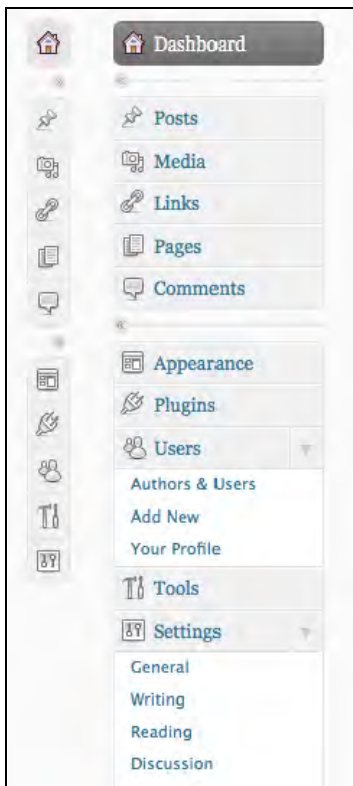 Dashboard
Posts
Media
Links
Pages
Comments
Appearance
Plugins
Users
Authors & Users
Add New
Your Profile
Tools
Settings
General
Writing
Reading
Discussion